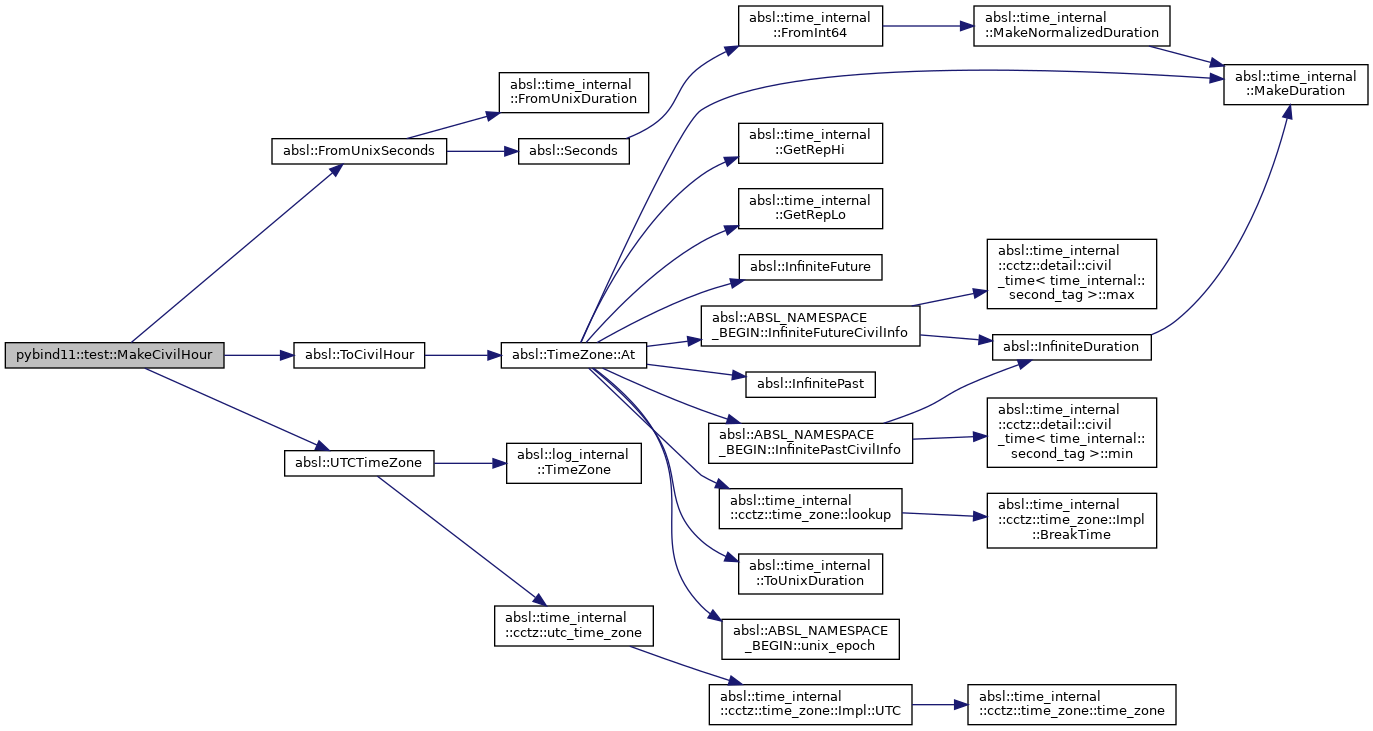 pybind11::test::MakeCivilHour
absl::FromUnixSeconds
absl::ToCivilHour
absl::UTCTimeZone
absl::time_internal
::FromUnixDuration
absl::Seconds
absl::TimeZone::At
absl::log_internal
::TimeZone
absl::time_internal
::cctz::utc_time_zone
absl::time_internal
::FromInt64
absl::time_internal
::GetRepHi
absl::time_internal
::GetRepLo
absl::InfiniteFuture
absl::ABSL_NAMESPACE
_BEGIN::InfiniteFutureCivilInfo
absl::InfinitePast
absl::ABSL_NAMESPACE
_BEGIN::InfinitePastCivilInfo
absl::time_internal
::cctz::time_zone::lookup
absl::time_internal
::ToUnixDuration
absl::ABSL_NAMESPACE
_BEGIN::unix_epoch
absl::time_internal
::cctz::time_zone::Impl::UTC
absl::time_internal
::MakeNormalizedDuration
absl::time_internal
::cctz::detail::civil
_time< time_internal::
second_tag >::max
absl::InfiniteDuration
absl::time_internal
::cctz::detail::civil
_time< time_internal::
second_tag >::min
absl::time_internal
::cctz::time_zone::Impl
::BreakTime
absl::time_internal
::cctz::time_zone::time_zone
absl::time_internal
::MakeDuration